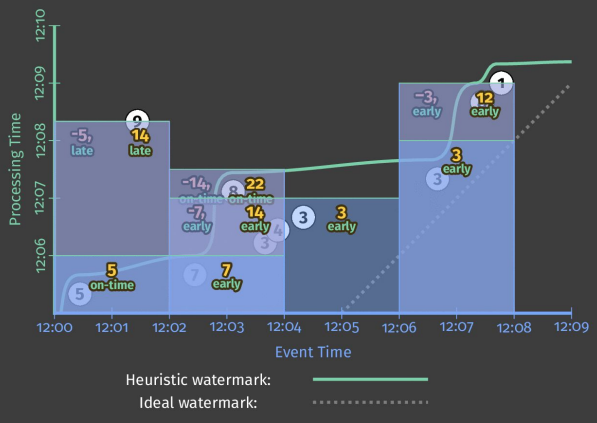 12:10
12:09
12:08
12:07
12:06
Processing Time
9
1
-3,
early
12
early
-5,
late
14
late
3
early
-14,
on-time
8
22
on-time
3
-7,
early
14
early
4
3
3
3
early
5
on-time
7
7
early
5
12:00 12:01 12:02 12:03 12:04 12:05 12:06 12:07 12:08 12:09
Event Time
Heuristic watermark:
Ideal watermark: